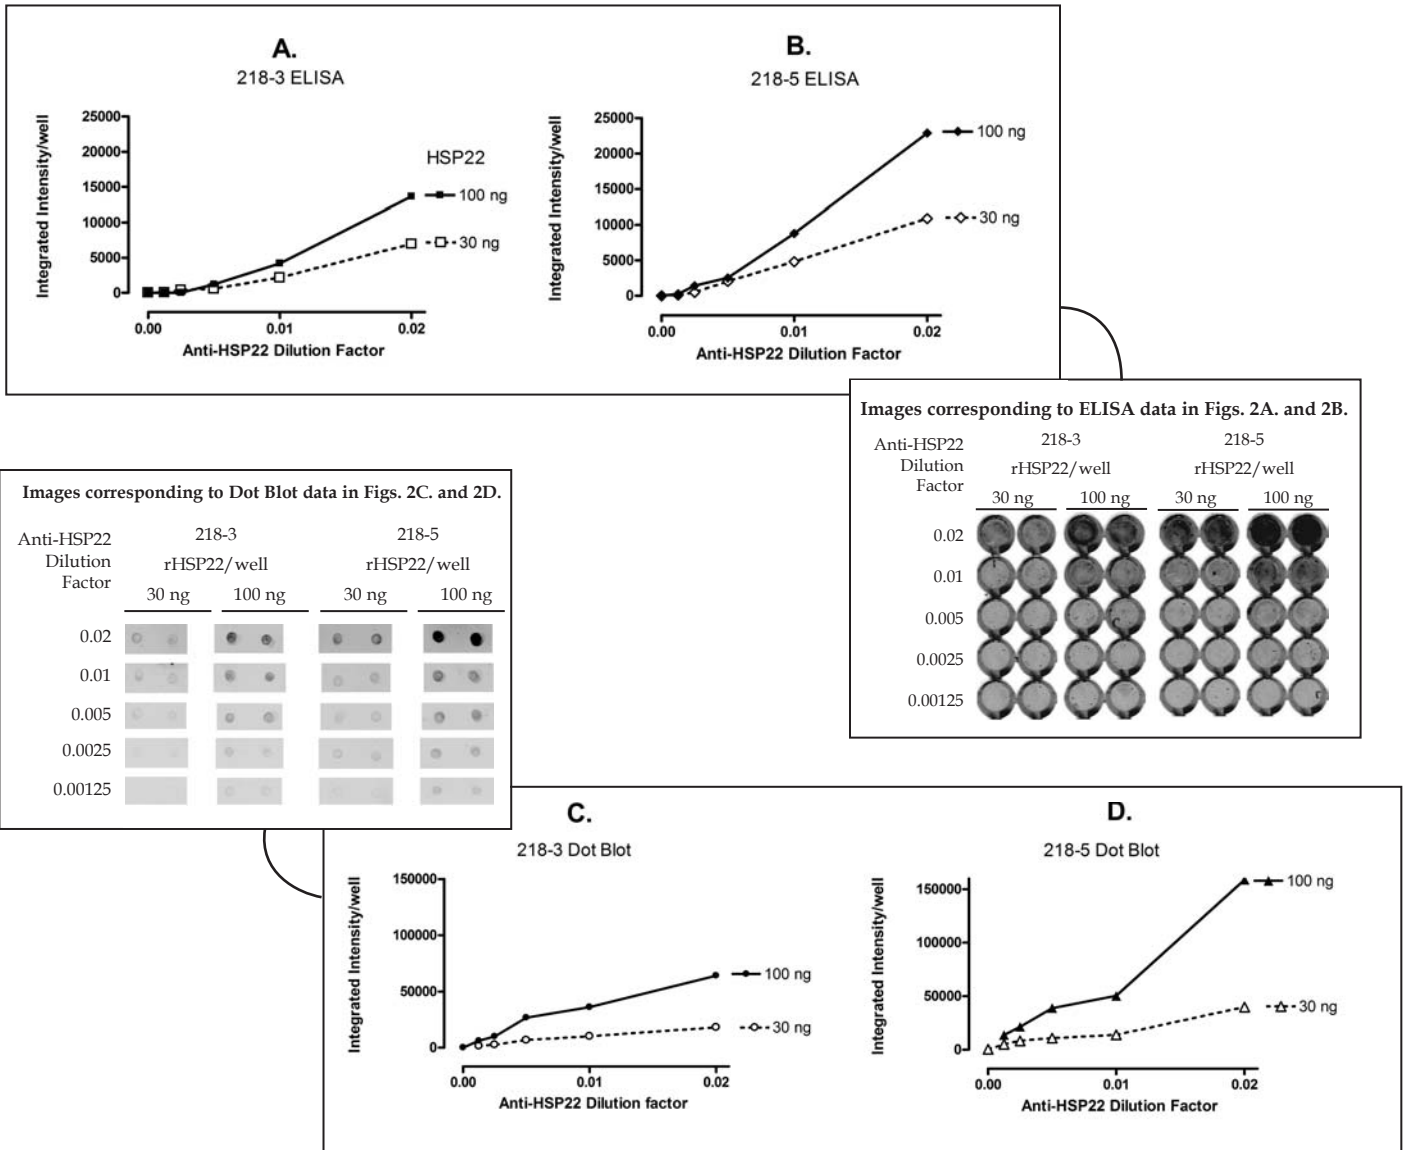 A.
218-3 ELISA
Integrated Intensity/well
25000
20000
15000
10000
5000
0
HSP22
100 ng
30 ng
0.00 0.01 0.02
Anti-HSP22 Dilution Factor
B.
218-5 ELISA
Integrated Intensity/well
25000
20000
15000
10000
5000
0
100 ng
30 ng
0.00 0.01 0.02
Anti-HSP22 Dilution Factor
Images corresponding to ELISA data in Figs. 2A. and 2B.
Anti-HSP22
Dilution
Factor
218-3 218-5
rHSP22/well rHSP22/well
30 ng 100 ng 30 ng 100 ng
0.02
0.01
0.005
0.0025
0.00125
Images corresponding to Dot Blot data in Figs. 2C. and 2D.
Anti-HSP22
Dilution
Factor
218-3 218-5
rHSP22/well rHSP22/well
30 ng 100 ng 30 ng 100 ng
0.02
0.01
0.005
0.0025
0.00125
C.
218-3 Dot Blot
Integrated Intensity/well
150000
100000
50000
0
100 ng
30 ng
0.00 0.01 0.02
Anti-HSP22 Dilution factor
D.
218-5 Dot Blot
Integrated Intensity/well
150000
100000
50000
0
100 ng
30 ng
0.00 0.01 0.02
Anti-HSP22 Dilution Factor